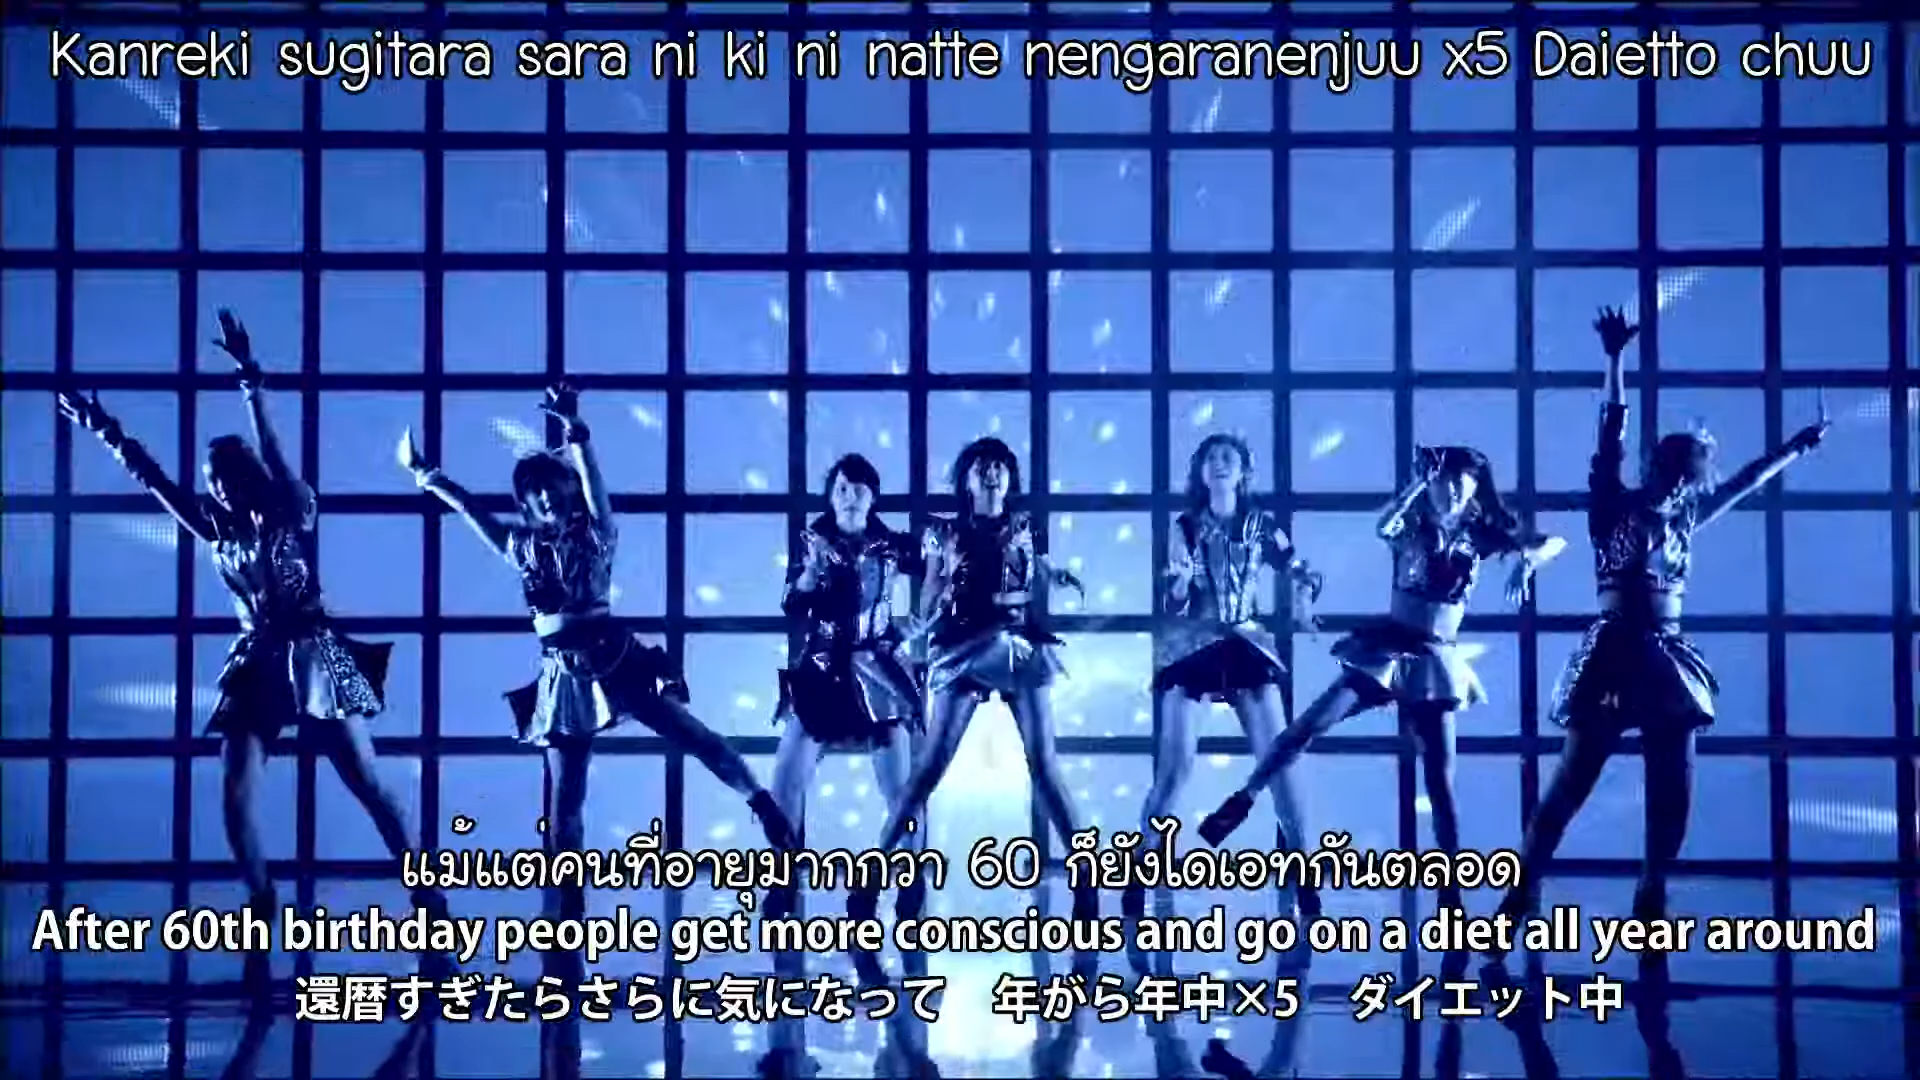 Kanreki sugitara sara ni ki ni natte nengaranenjuu x5 Daietto chuu
แม้แต่คนที่อายุมากกว่า 60 ก็ยังไดเอทกันตลอด
After 60th birthday people get more conscious and go on a diet all year around
還暦すぎたらさらに気になって　年がら年中×5　ダイエット中